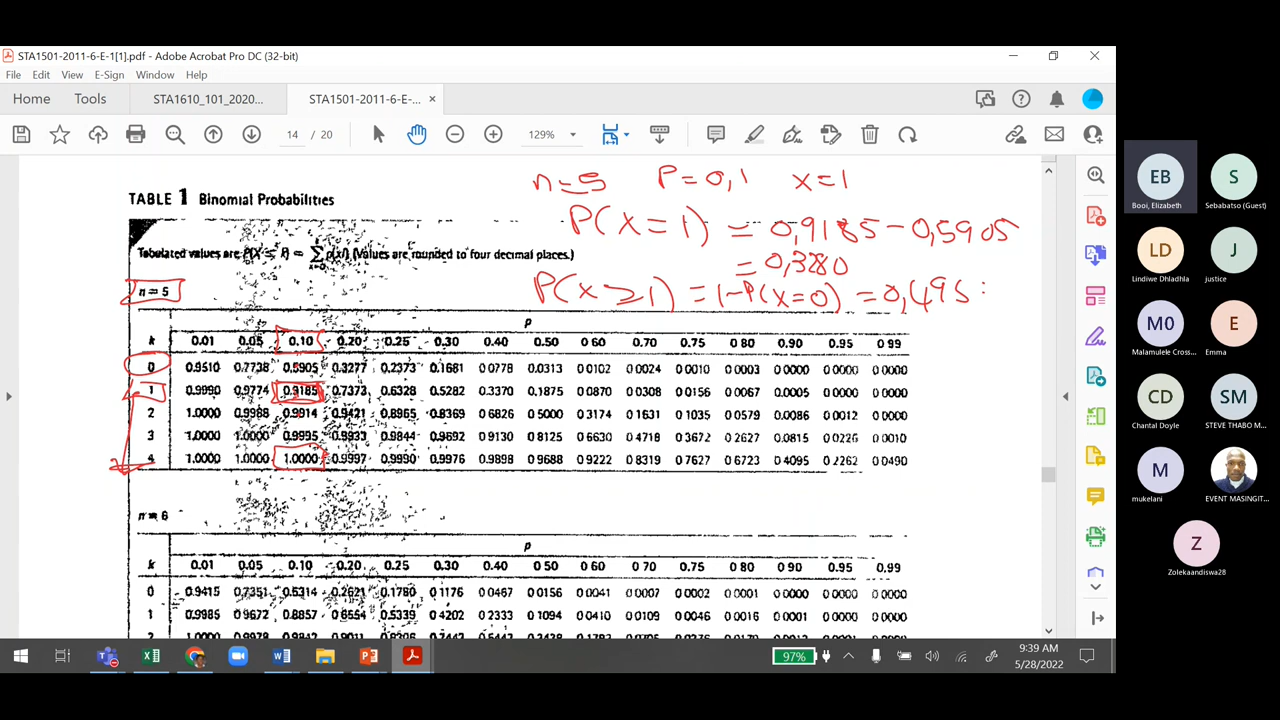 STA1501-2011-6-E-1[1].pdf - Adobe Acrobat Pro DC (32-bit)
File Edit View E-Sign Window Help
Home Tools STA1610_101_2020... STA1501-2011-6-E-... ×
14 / 20 129%
n=5 P=0,1 x=1
TABLE 1 Binomial Probabilities
P(x=1) = 0,9185-0,5905
= 0,3280
Tabulated values are P(X ≤ k) = Σ p(xi) (Values are rounded to four decimal places.)
P(x≥1) = 1-P(x=0) = 0,495
n = 5
p
k 0.01 0.05 0.10 0.20 0.25 0.30 0.40 0.50 0 60 0.70 0.75 0 80 0.90 0.95 0 99
0 0.9510 0.7738 0.5905 0.3277 0.2373 0.1681 0 0778 0.0313 0 0102 0 0024 0 0010 0 0003 0 0000 0 0000 0 0000
1 0.9990 0.9774 0.9185 0.7373 0.6328 0.5282 0.3370 0.1875 0 0870 0 0308 0 0156 0 0067 0.0005 0.0000 0 0000
2 1.0000 0.9988 0.9914 0.9421 0.8965 0.8369 0 6826 0.5000 0.3174 0 1631 0.1035 0.0579 0.0086 0 0012 0 0000
3 1.0000 1.0000 0.9995 0.9933 0.9844 0.9692 0.9130 0.8125 0 6630 0 4718 0.3672 0.2627 0.0815 0.0226 0 0010
4 1.0000 1.0000 1.0000 0.9997 0.9990 0.9976 0.9898 0.9688 0.9222 0.8319 0.7627 0.6723 0 4095 0.2262 0.0490
n = 6
p
k 0.01 0.05 0.10 0.20 0.25 0.30 0.40 0 50 0 60 0 70 0.75 0 80 0.90 0 95 0.99
0 0.9415 0.7351 0.5314 0.2621 0.1780 0.1176 0.0467 0.0156 0.0041 0 0007 0 0002 0 0001 0 0000 0 0000 0 0000
1 0.9985 0.9672 0.8857 0.6554 0.5339 0.4202 0 2333 0.1094 0 0410 0 0109 0 0046 0 0016 0 0001 0 0000 0 0000
EB S
Booi, Elizabeth Sebabatso (Guest)
LD J
Lindiwe Dhladhla justice
M0 E
Malamulele Cross... Emma
CD SM
Chantal Doyle STEVE THABO M...
M
mukelani EVENT MASINGIT...
Z
Zolekaandiswa28
97%
9:39 AM
5/28/2022